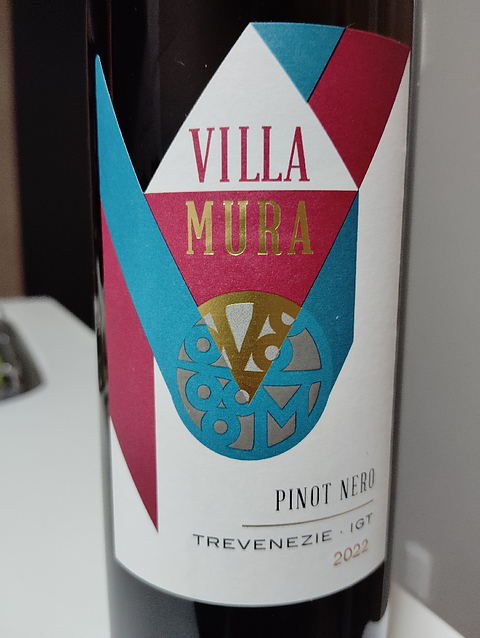 VILLA
MURA
PINOT NERO
TREVENEZIE · IGT
2022